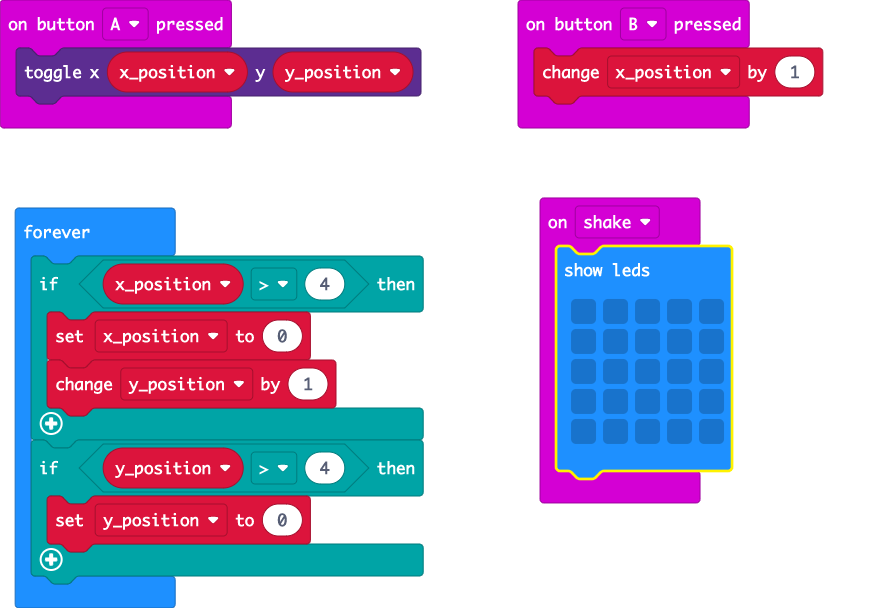 on button A pressed
toggle x x_position y y_position
on button B pressed
change x_position by 1
forever
if x_position > 4 then
set x_position to 0
change y_position by 1
if y_position > 4 then
set y_position to 0
on shake
show leds